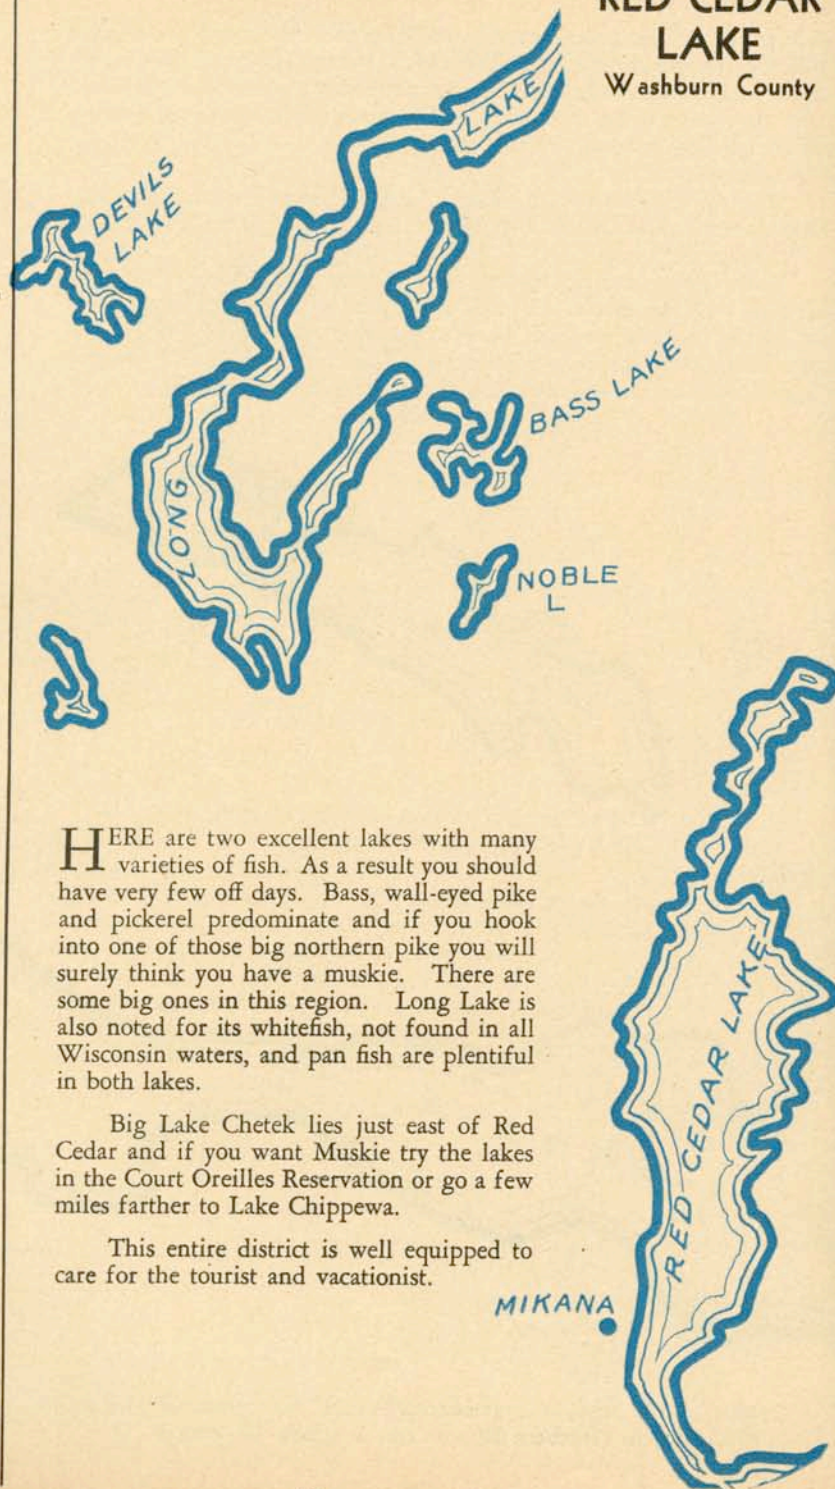 RED CEDAR
LAKE
Washburn County
LAKE
DEVILS
LAKE
BASS LAKE
LONG
NOBLE
L
HERE are two excellent lakes with many
varieties of fish. As a result you should
have very few off days. Bass, wall-eyed pike
and pickerel predominate and if you hook
into one of those big northern pike you will
surely think you have a muskie. There are
some big ones in this region. Long Lake is
also noted for its whitefish, not found in all
Wisconsin waters, and pan fish are plentiful
in both lakes.
Big Lake Chetek lies just east of Red
Cedar and if you want Muskie try the lakes
in the Court Oreilles Reservation or go a few
miles farther to Lake Chippewa.
This entire district is well equipped to
care for the tourist and vacationist.
RED CEDAR LAKE
MIKANA